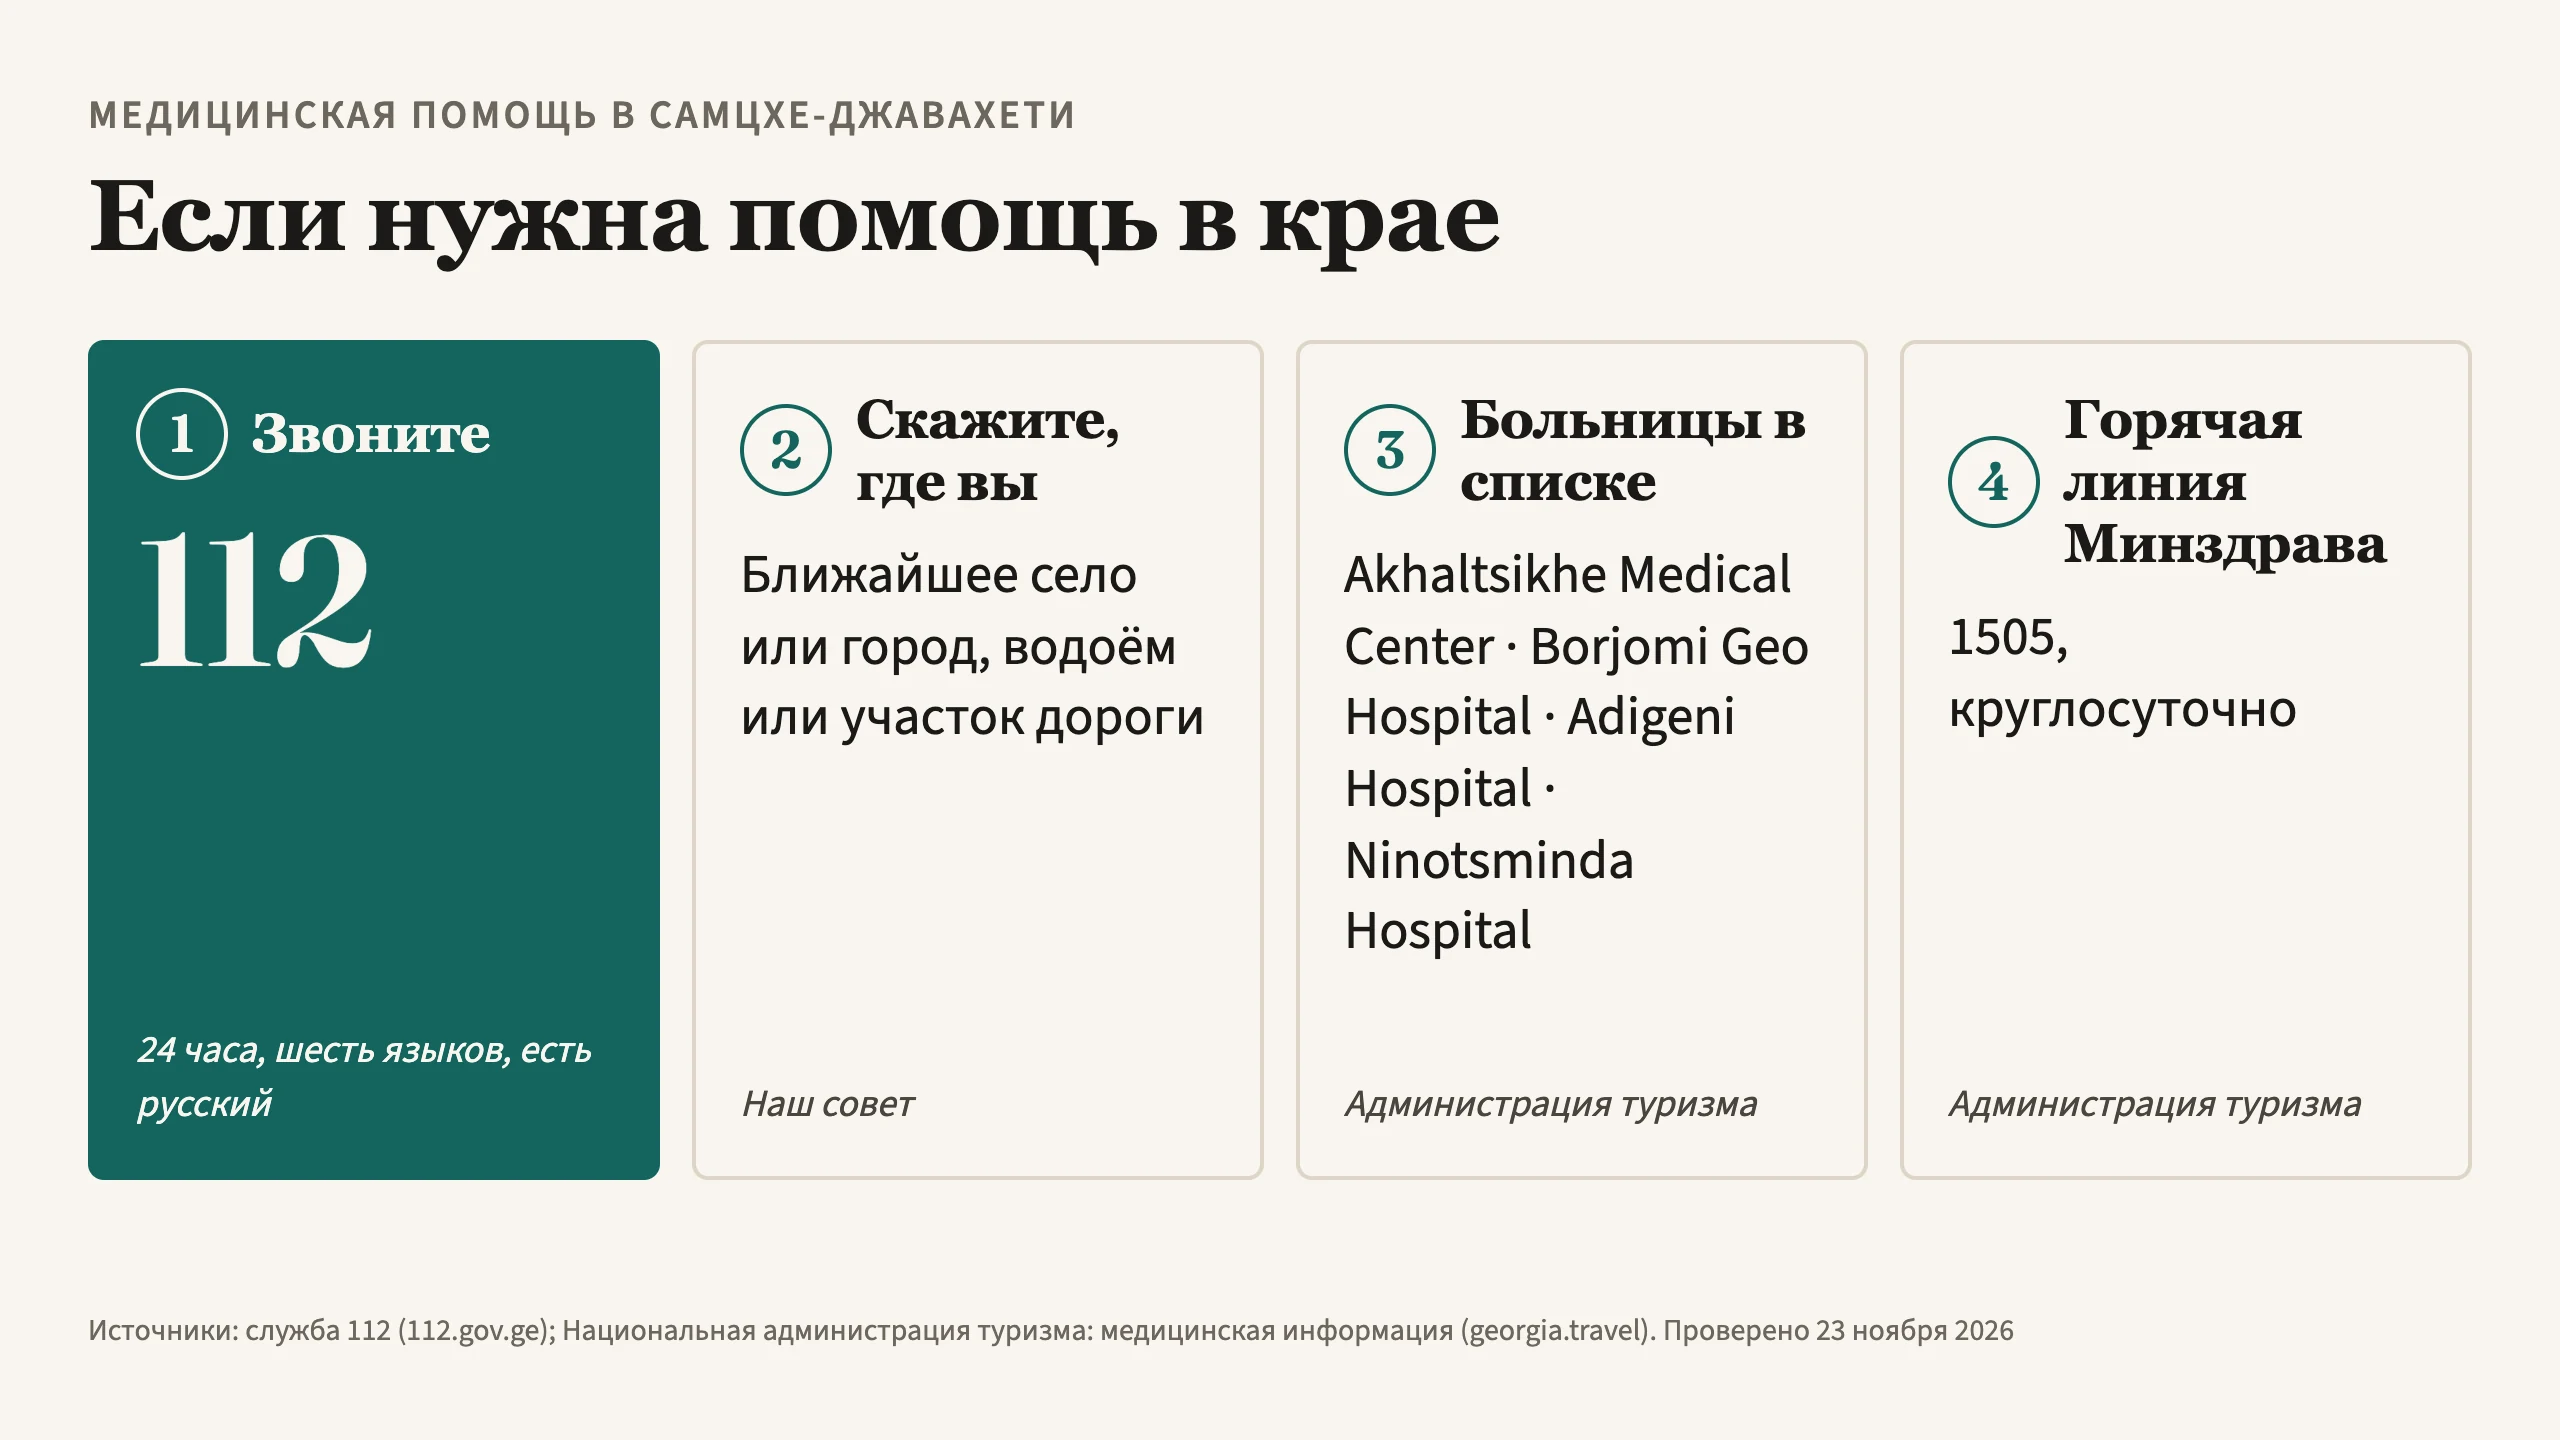 МЕДИЦИНСКАЯ ПОМОЩЬ В САМЦХЕ-ДЖАВАХЕТИ
Если нужна помощь в крае
1 Звоните
112
24 часа, шесть языков, есть
русский
2 Скажите,
где вы
Ближайшее село
или город, водоём
или участок дороги
Наш совет
3 Больницы в
списке
Akhaltsikhe Medical
Center · Borjomi Geo
Hospital · Adigeni
Hospital ·
Ninotsminda
Hospital
Администрация туризма
4 Горячая
линия
Минздрава
1505,
круглосуточно
Администрация туризма
Источники: служба 112 (112.gov.ge); Национальная администрация туризма: медицинская информация (georgia.travel). Проверено 23 ноября 2026